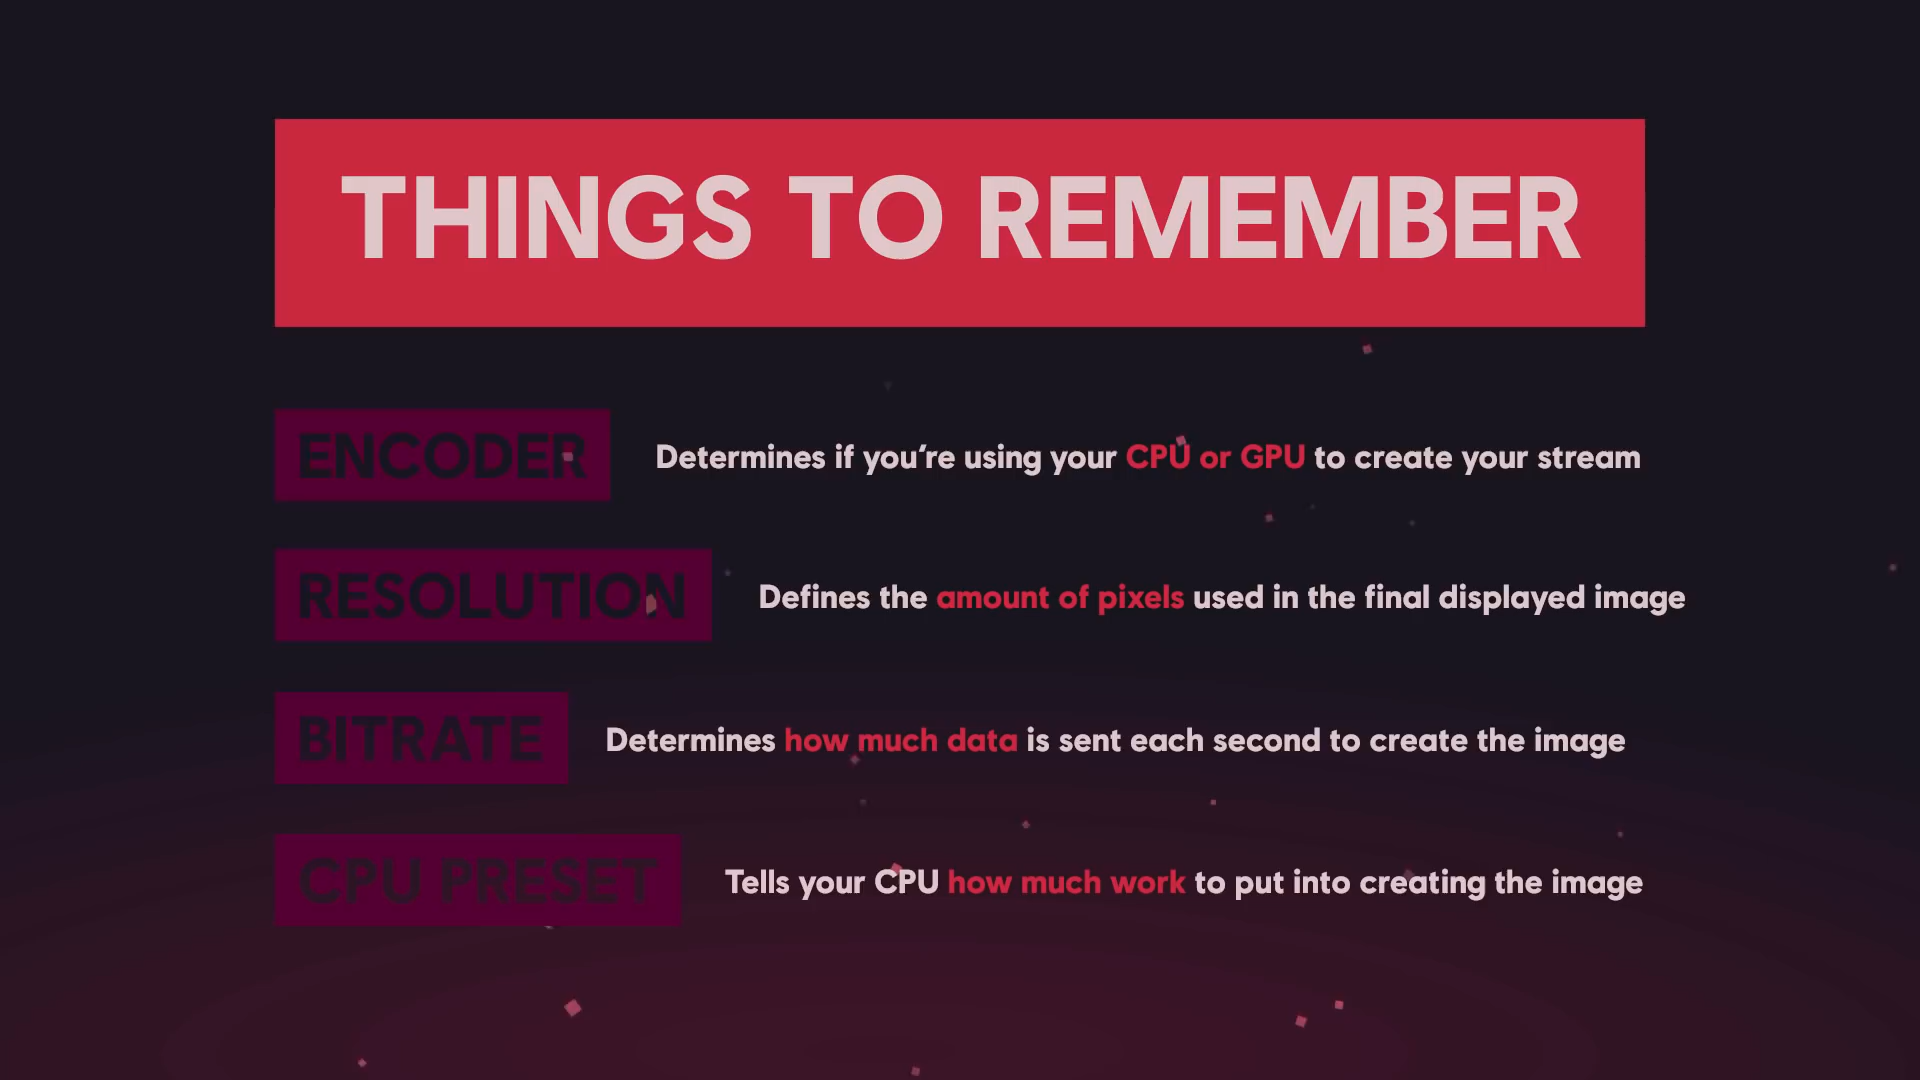 THINGS TO REMEMBER
ENCODER Determines if you’re using your CPU or GPU to create your stream
RESOLUTION Defines the amount of pixels used in the final displayed image
BITRATE Determines how much data is sent each second to create the image
CPU PRESET Tells your CPU how much work to put into creating the image